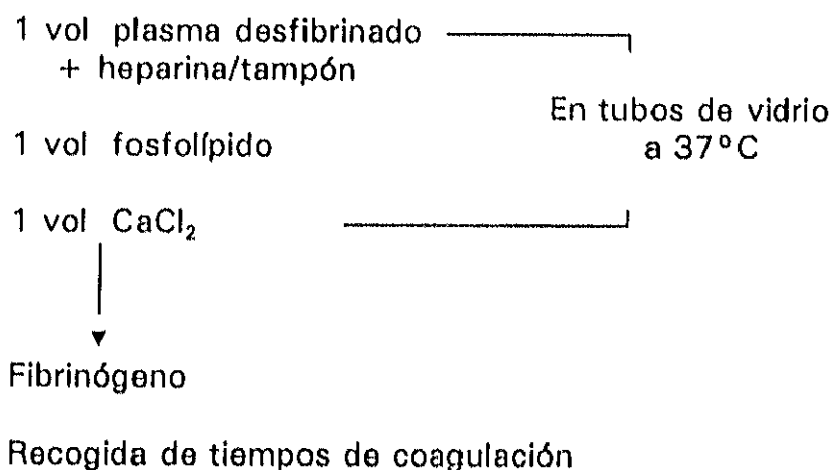 1 vol plasma desfibrinado
+ heparina/tampón
En tubos de vidrio
1 vol fosfolípido
a 37ºC
1 vol CaCl₂
Fibrinógeno
Recogida de tiempos de coagulación